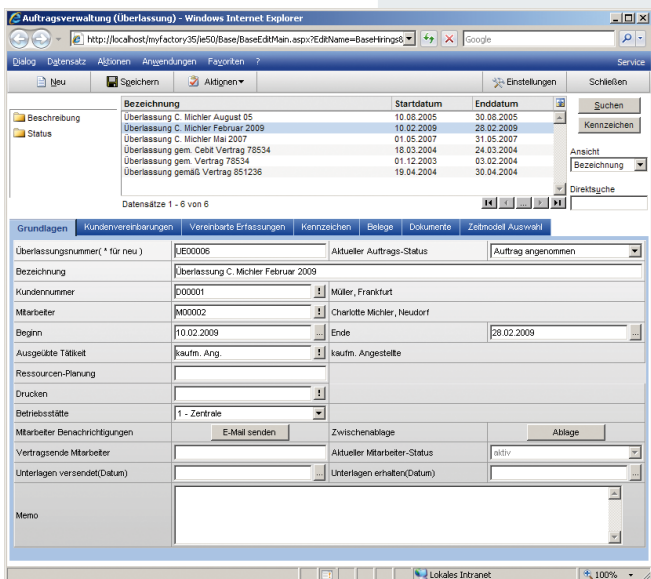 Auftragsverwaltung (Überlassung) - Windows Internet Explorer
http://localhost/myfactory35/ie50/Base/BaseEditMain.aspx?EditName=BaseHirings& Google
Dialog Datensatz Aktionen Anwendungen Favoriten ? Service
Neu Speichern Aktionen Einstellungen Schließen
Beschreibung
Status
Bezeichnung Startdatum Enddatum
Überlassung C. Michler August 05 10.08.2005 30.08.2005
Überlassung C. Michler Februar 2009 10.02.2009 28.02.2009
Überlassung C. Michler Mai 2007 01.05.2007 31.05.2007
Überlassung gem. Cebit Vertrag 78534 18.03.2004 24.03.2004
Überlassung gem. Vertrag 78534 01.12.2003 03.02.2004
Überlassung gemäß Vertrag 851236 19.04.2004 30.04.2004
Datensätze 1 - 6 von 6
...
Suchen
Kennzeichen
Ansicht
Bezeichnung
Direktsuche
Grundlagen Kundenvereinbarungen Vereinbarte Erfassungen Kennzeichen Belege Dokumente Zeitmodell Auswahl
Überlassungsnummer( * für neu ) UE00006 Aktueller Auftrags-Status Auftrag angenommen
Bezeichnung Überlassung C. Michler Februar 2009
Kundennummer D00001 ! Müller, Frankfurt
Mitarbeiter M00002 ! Charlotte Michler, Neudorf
Beginn 10.02.2009 ... Ende 28.02.2009 ...
Ausgeübte Tätikeit kaufm. Ang. ! kaufm. Angestellte
Ressourcen-Planung
Drucken !
Betriebsstätte 1 - Zentrale
Mitarbeiter Benachrichtigungen E-Mail senden Zwischenablage Ablage
Vertragsende Mitarbeiter Aktueller Mitarbeiter-Status aktiv
Unterlagen versendet(Datum) ... Unterlagen erhalten(Datum) ...
Memo
Lokales Intranet 100%